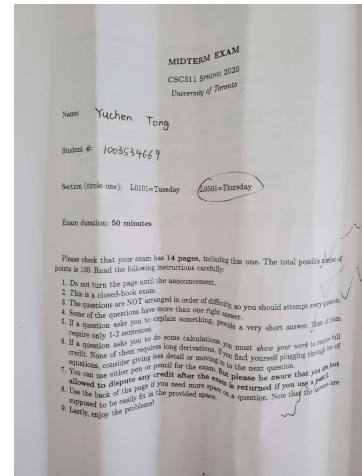 MIDTERM EXAM
CSC311 SPRING 2020
University of Toronto
Name: Yuchen Tong
Student #: 1003534669
Section (circle one): L0101=Tuesday L0501=Thursday
Exam duration: 50 minutes
Please check that your exam has 14 pages, including this one. The total possible number of
points is 100. Read the following instructions carefully:
1. Do not turn the page until the announcement.
2. This is a closed-book exam.
3. The questions are NOT arranged in order of difficulty, so you should attempt every question.
4. Some of the questions have more than one right answer.
5. If a question asks you to explain something, provide a very short answer. Most of them
require only 1-2 sentences.
6. If a question asks you to do some calculations, you must show your work to receive full
credit. None of them requires long derivations. If you find yourself plugging through lots of
equations, consider giving less detail or moving on to the next question.
7. You can use either pen or pencil for the exam. But please be aware that you are not
allowed to dispute any credit after the exam is returned if you use a pencil.
8. Use the back of the page if you need more space on a question. Note that the answers are
supposed to be easily fit in the provided space.
9. Lastly, enjoy the problems!